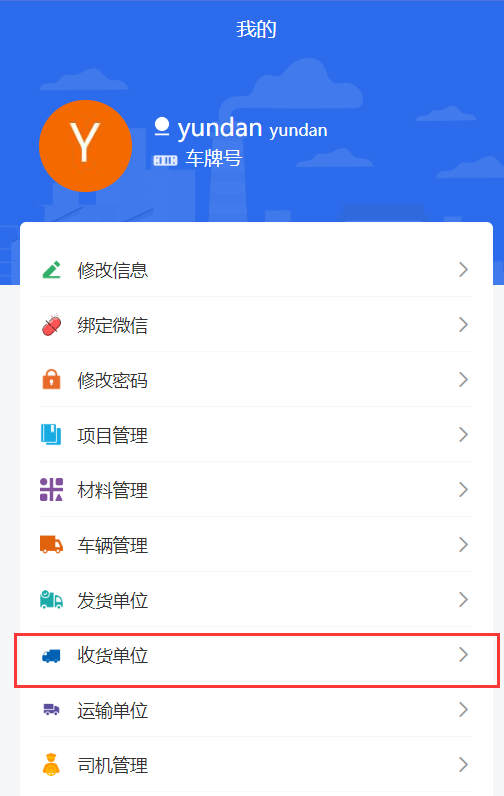 我的
Y
yundan yundan
车牌号
修改信息
绑定微信
修改密码
项目管理
材料管理
车辆管理
发货单位
收货单位
运输单位
司机管理